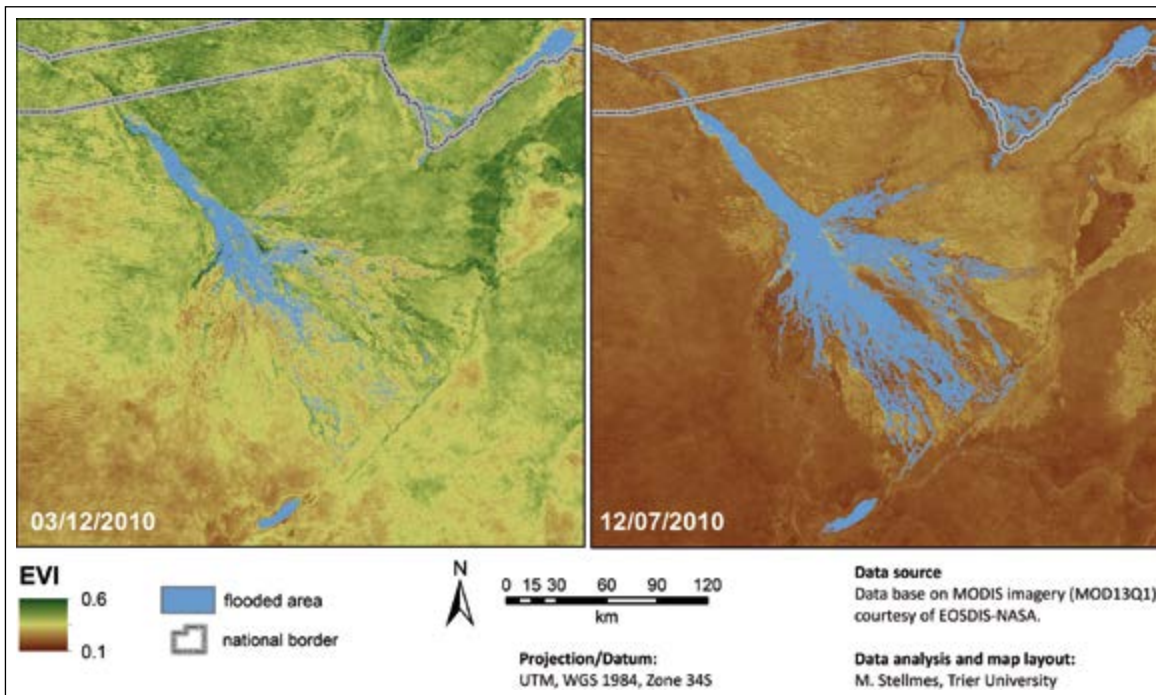 03/12/2010
12/07/2010
EVI
0.6
0.1
flooded area
national border
N
0 15 30 60 90 120
km
Projection/Datum:
UTM, WGS 1984, Zone 34S
Data source
Data base on MODIS imagery (MOD13Q1)
courtesy of EOSDIS-NASA.
Data analysis and map layout:
M. Stellmes, Trier University